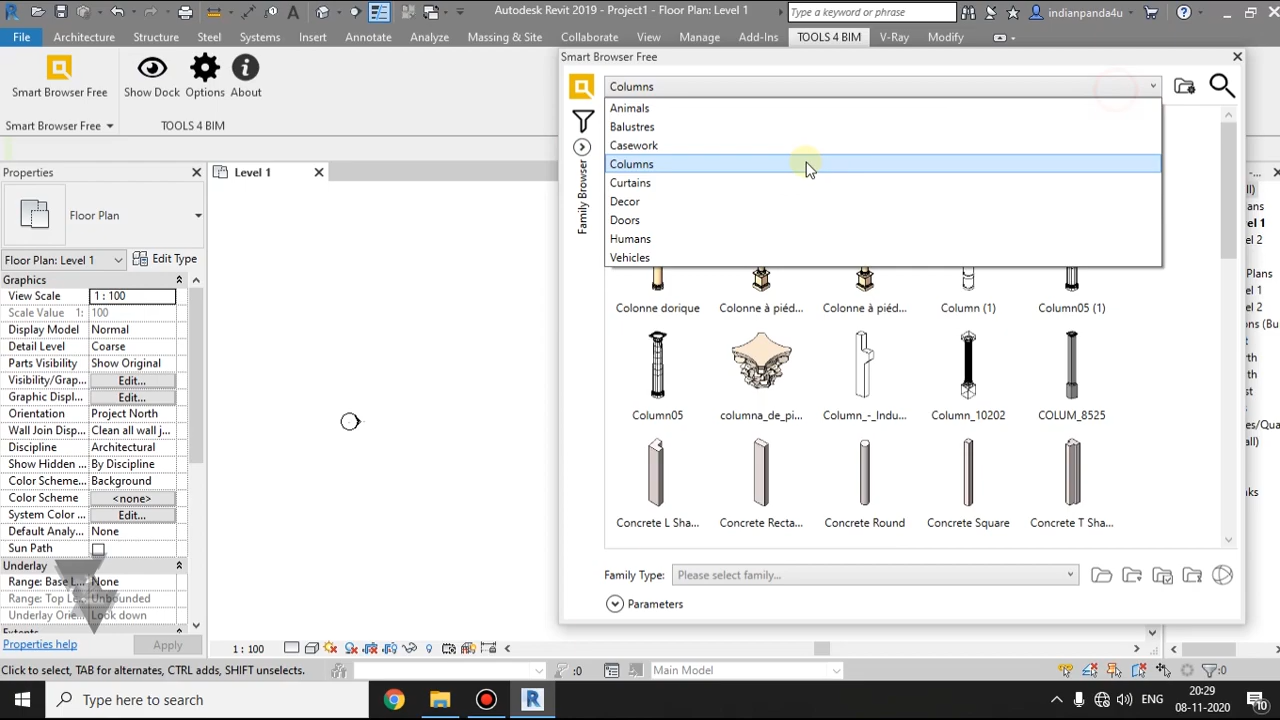 Autodesk Revit 2019 - Project1 - Floor Plan: Level 1
Type a keyword or phrase
indianpanda4u
File
Architecture
Structure
Steel
Systems
Insert
Annotate
Analyze
Massing & Site
Collaborate
View
Manage
Add-Ins
TOOLS 4 BIM
V-Ray
Modify
Smart Browser Free
Show Dock
Options
About
Smart Browser Free
TOOLS 4 BIM
Smart Browser Free
Columns
Animals
Balustres
Casework
Columns
Curtains
Decor
Doors
Humans
Vehicles
Family Browser
Colonne dorique
Colonne à piéd...
Colonne à piéd...
Column (1)
Column05 (1)
Column05
columna_de_pi...
Column_-_Indu...
Column_10202
COLUM_8525
Concrete L Sha...
Concrete Recta...
Concrete Round
Concrete Square
Concrete T Sha...
Family Type:
Please select family...
Parameters
Properties
Level 1
Floor Plan
Floor Plan: Level 1
Edit Type
Graphics
View Scale
1 : 100
Scale Value 1:
100
Display Model
Normal
Detail Level
Coarse
Parts Visibility
Show Original
Visibility/Grap...
Edit...
Graphic Displ...
Edit...
Orientation
Project North
Wall Join Disp...
Clean all wall j...
Discipline
Architectural
Show Hidden ...
By Discipline
Color Scheme...
Background
Color Scheme
<none>
System Color ...
Edit...
Default Analy...
None
Sun Path
Underlay
Range: Base L...
None
Range: Top Le...
Unbounded
Underlay Orie...
Look down
Extents
Properties help
Apply
1 : 100
Click to select, TAB for alternates, CTRL adds, SHIFT unselects.
:0
Main Model
:0
Type here to search
ENG
20:29
08-11-2020
10